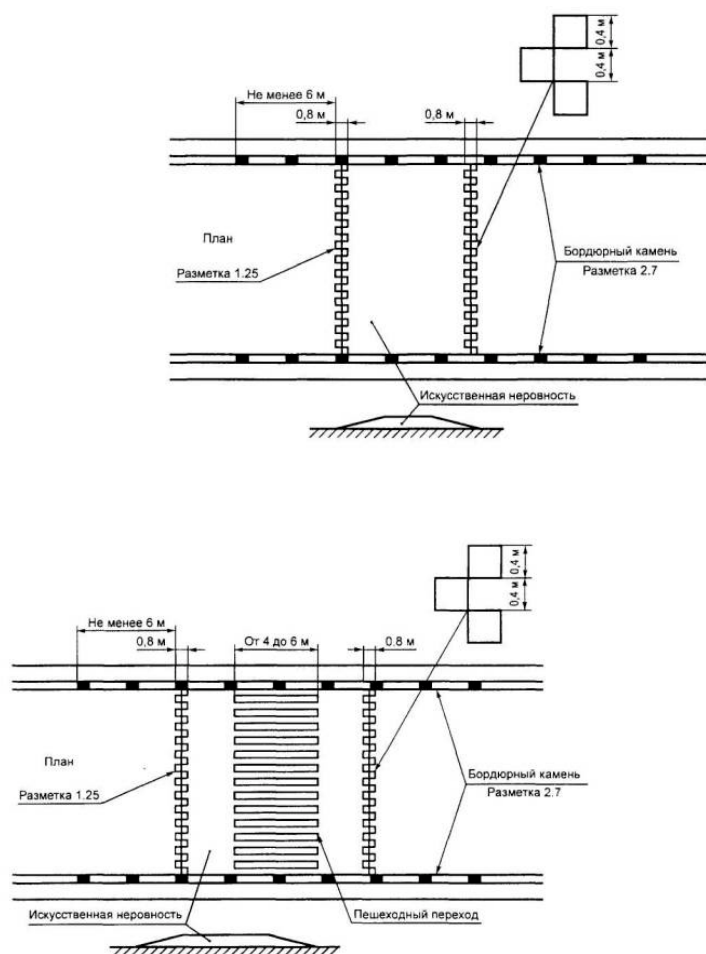 0,4 м
0,4 м
Не менее 6 м
0,8 м
0,8 м
План
Разметка 1.25
Бордюрный камень
Разметка 2.7
Искусственная неровность
0,4 м
0,4 м
Не менее 6 м
0,8 м
От 4 до 6 м
0.8 м
План
Разметка 1.25
Бордюрный камень
Разметка 2.7
Искусственная неровность
Пешеходный переход